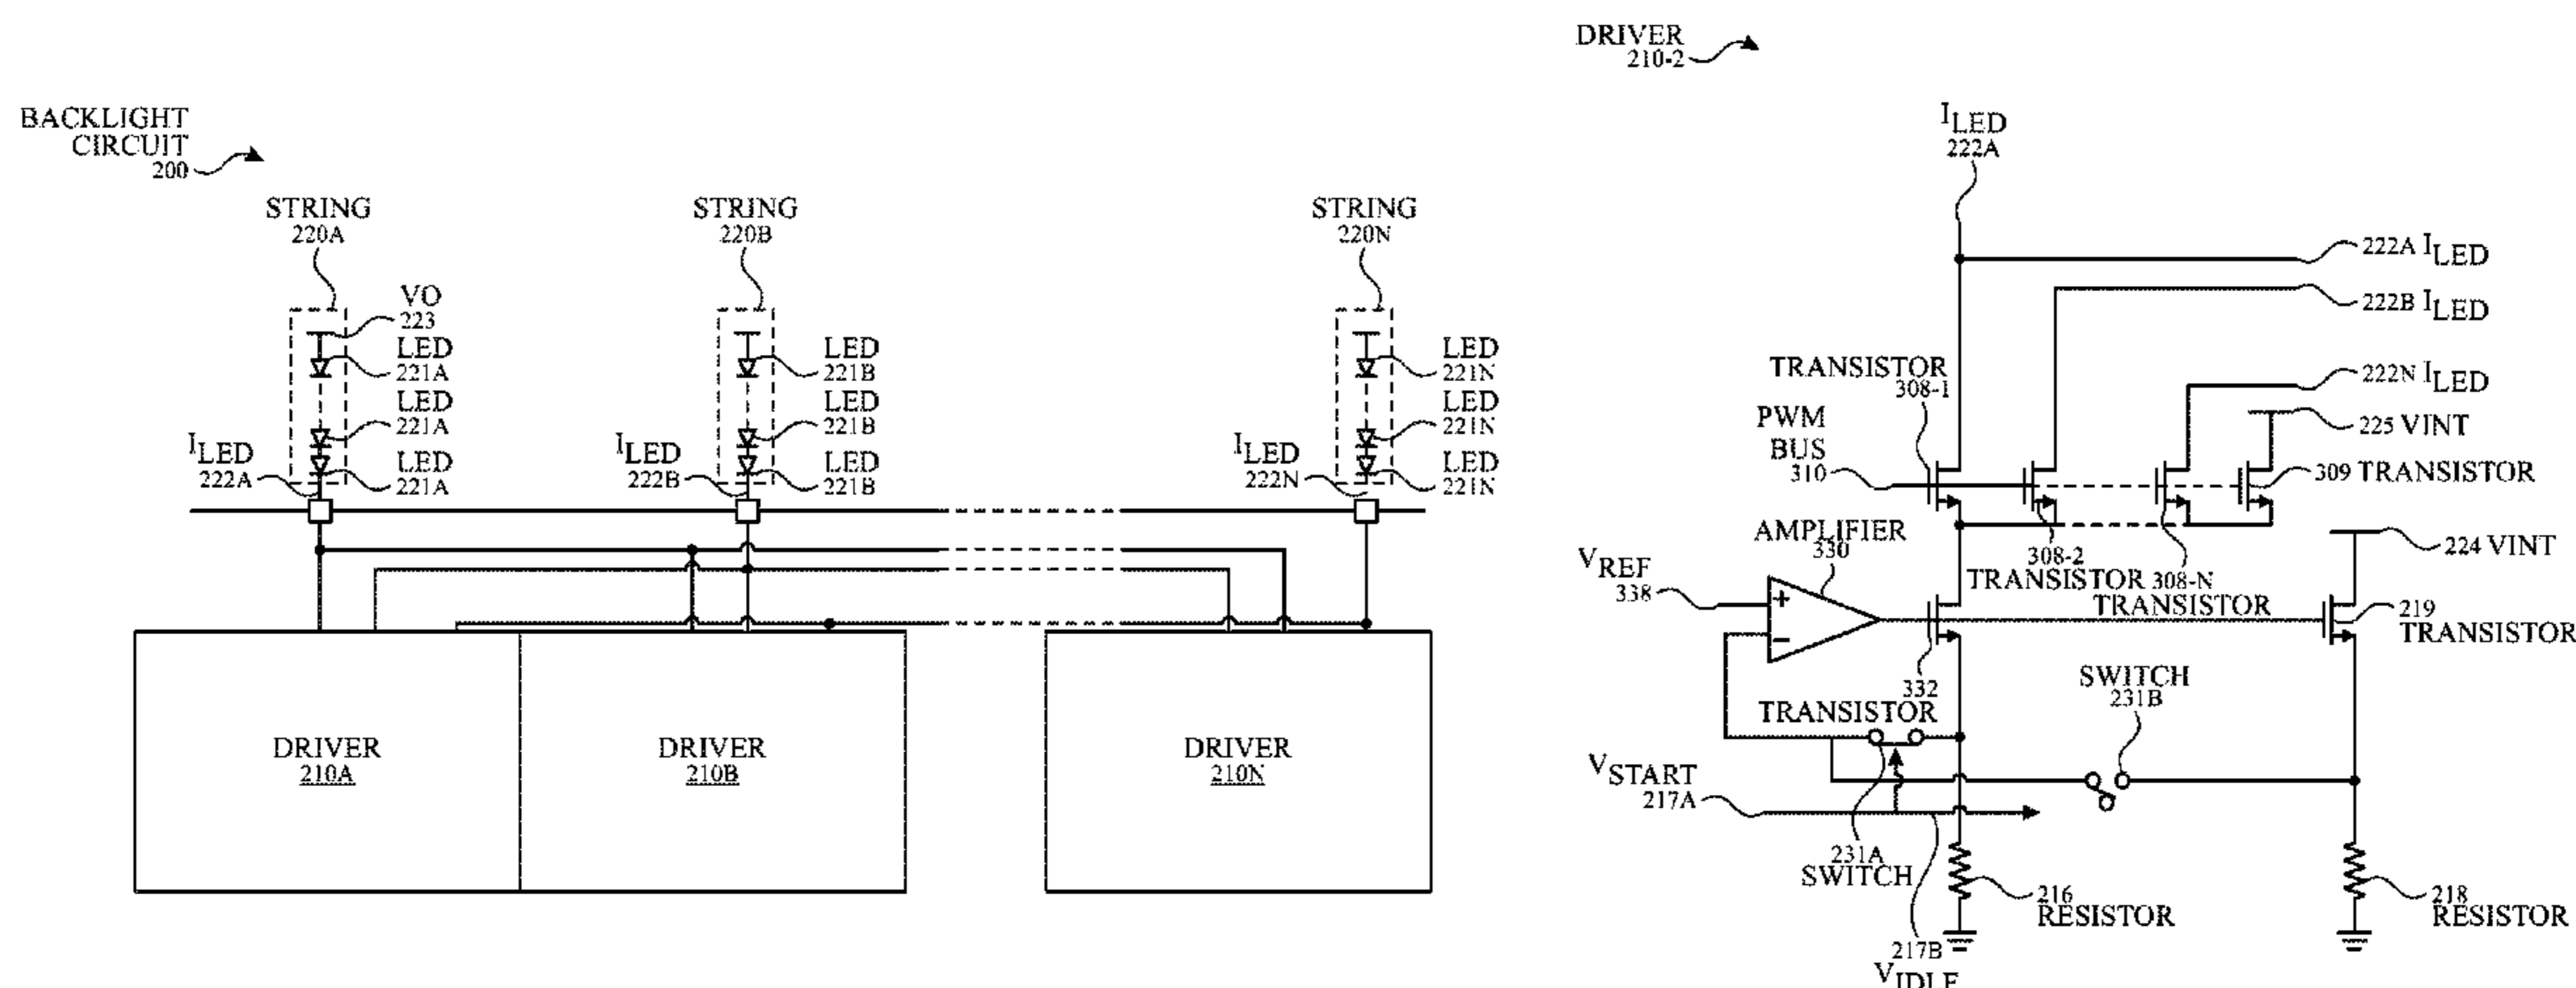 BACKLIGHT
CIRCUIT
200
STRING
220A
STRING
220B
STRING
220N
VO
223
LED
221A
LED
221A
LED
221A
ILED
222A
LED
221B
LED
221B
LED
221B
ILED
222B
LED
221N
LED
221N
LED
221N
ILED
222N
DRIVER
210A
DRIVER
210B
DRIVER
210N
DRIVER
210-2
ILED
222A
222A ILED
222B ILED
222N ILED
225 VINT
TRANSISTOR
308-1
PWM
BUS
310
309 TRANSISTOR
AMPLIFIER
330
308-2
TRANSISTOR
308-N
TRANSISTOR
224 VINT
VREF
338
+
−
219
TRANSISTOR
332
TRANSISTOR
SWITCH
231B
VSTART
217A
231A
SWITCH
216
RESISTOR
218
RESISTOR
217B
VIDLE